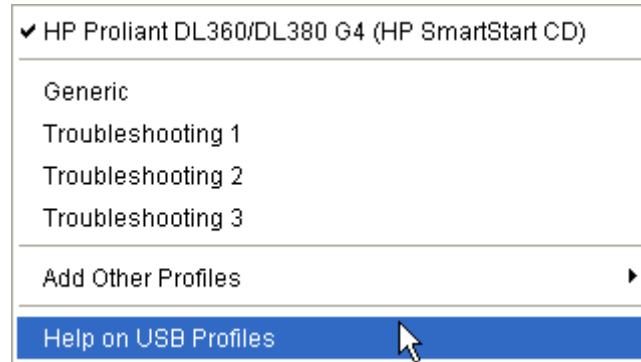 HP Proliant DL360/DL380 G4 (HP SmartStart CD)
Generic
Troubleshooting 1
Troubleshooting 2
Troubleshooting 3
Add Other Profiles
Help on USB Profiles